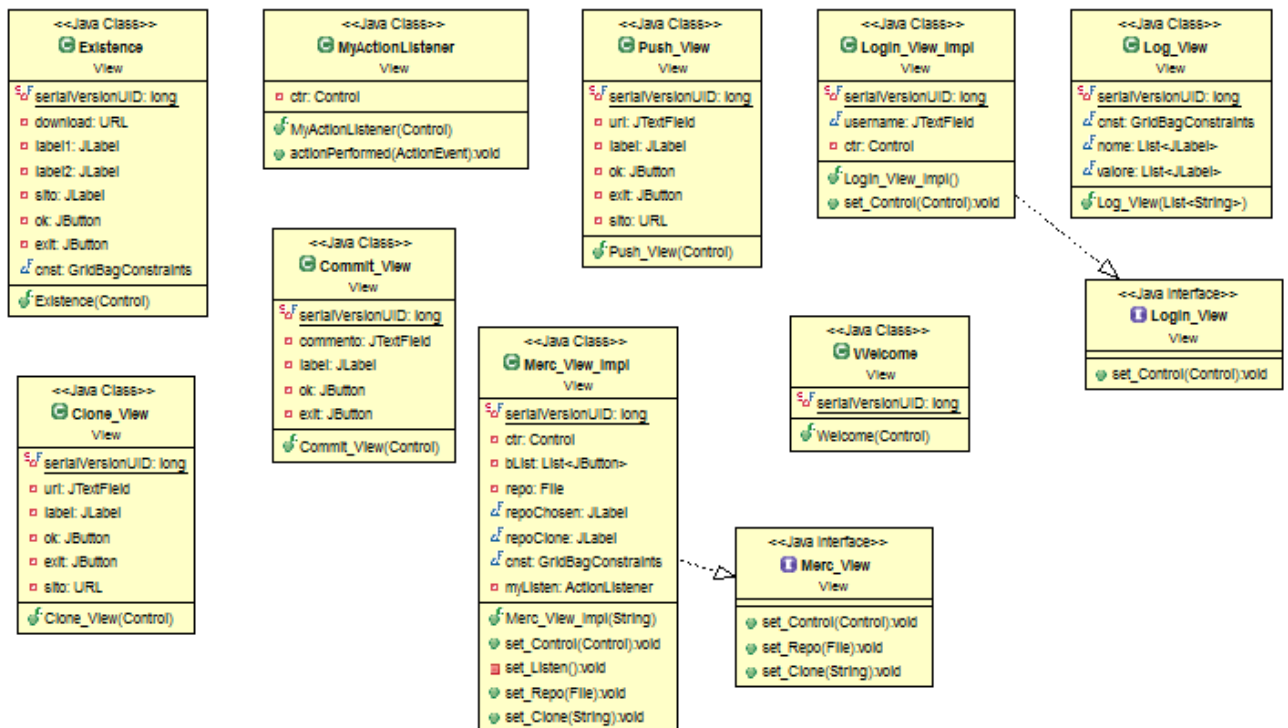 <<Java Class>>
Existence
View
serialVersionUID: long
download: URL
label1: JLabel
label2: JLabel
sito: JLabel
ok: JButton
exit: JButton
cnst: GridBagConstraints
Existence(Control)
<<Java Class>>
MyActionListener
View
ctr: Control
MyActionListener(Control)
actionPerformed(ActionEvent):void
<<Java Class>>
Push_View
View
serialVersionUID: long
url: JTextField
label: JLabel
ok: JButton
exit: JButton
sito: URL
Push_View(Control)
<<Java Class>>
Login_View_Impl
View
serialVersionUID: long
username: JTextField
ctr: Control
Login_View_Impl()
set_Control(Control):void
<<Java Class>>
Log_View
View
serialVersionUID: long
cnst: GridBagConstraints
nome: List<JLabel>
valore: List<JLabel>
Log_View(List<String>)
<<Java Class>>
Commit_View
View
serialVersionUID: long
commento: JTextField
label: JLabel
ok: JButton
exit: JButton
Commit_View(Control)
<<Java Interface>>
Login_View
View
set_Control(Control):void
<<Java Class>>
Welcome
View
serialVersionUID: long
Welcome(Control)
<<Java Class>>
Merc_View_Impl
View
serialVersionUID: long
ctr: Control
bList: List<JButton>
repo: File
repoChosen: JLabel
repoClone: JLabel
cnst: GridBagConstraints
myListen: ActionListener
Merc_View_Impl(String)
set_Control(Control):void
set_Listen():void
set_Repo(File):void
set_Clone(String):void
<<Java Class>>
Clone_View
View
serialVersionUID: long
url: JTextField
label: JLabel
ok: JButton
exit: JButton
sito: URL
Clone_View(Control)
<<Java Interface>>
Merc_View
View
set_Control(Control):void
set_Repo(File):void
set_Clone(String):void